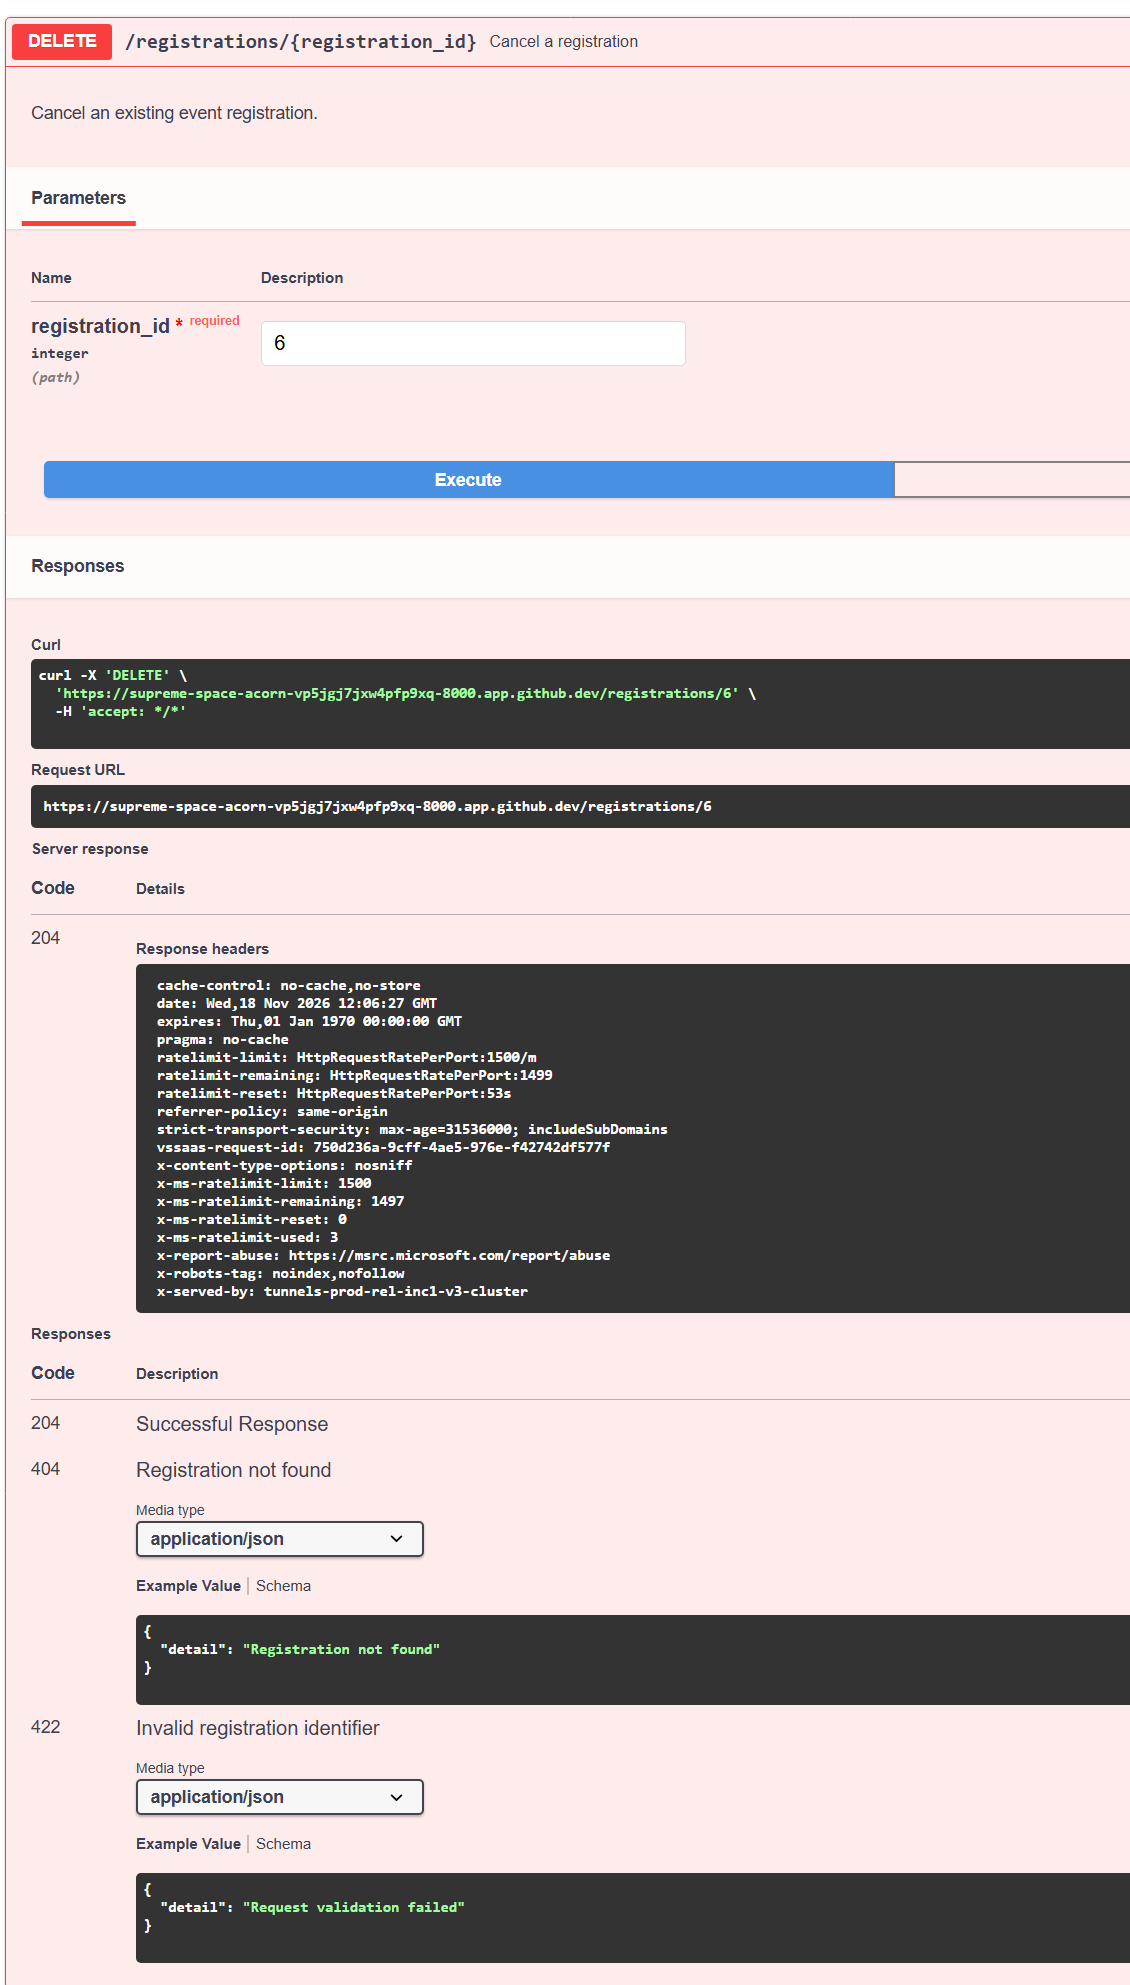 DELETE /registrations/{registration_id} Cancel a registration
Cancel an existing event registration.
Parameters
Name Description
registration_id * required
integer
(path)
6
Execute
Responses
Curl
curl -X 'DELETE' \
'https://supreme-space-acorn-vp5jgj7jxw4pfp9xq-8000.app.github.dev/registrations/6' \
-H 'accept: */*'
Request URL
https://supreme-space-acorn-vp5jgj7jxw4pfp9xq-8000.app.github.dev/registrations/6
Server response
Code Details
204
Response headers
cache-control: no-cache,no-store
date: Wed,18 Nov 2026 12:06:27 GMT
expires: Thu,01 Jan 1970 00:00:00 GMT
pragma: no-cache
ratelimit-limit: HttpRequestRatePerPort:1500/m
ratelimit-remaining: HttpRequestRatePerPort:1499
ratelimit-reset: HttpRequestRatePerPort:53s
referrer-policy: same-origin
strict-transport-security: max-age=31536000; includeSubDomains
vssaas-request-id: 750d236a-9cff-4ae5-976e-f42742df577f
x-content-type-options: nosniff
x-ms-ratelimit-limit: 1500
x-ms-ratelimit-remaining: 1497
x-ms-ratelimit-reset: 0
x-ms-ratelimit-used: 3
x-report-abuse: https://msrc.microsoft.com/report/abuse
x-robots-tag: noindex,nofollow
x-served-by: tunnels-prod-rel-inc1-v3-cluster
Responses
Code Description
204 Successful Response
404 Registration not found
Media type
application/json
Example Value | Schema
{
"detail": "Registration not found"
}
422 Invalid registration identifier
Media type
application/json
Example Value | Schema
{
"detail": "Request validation failed"
}